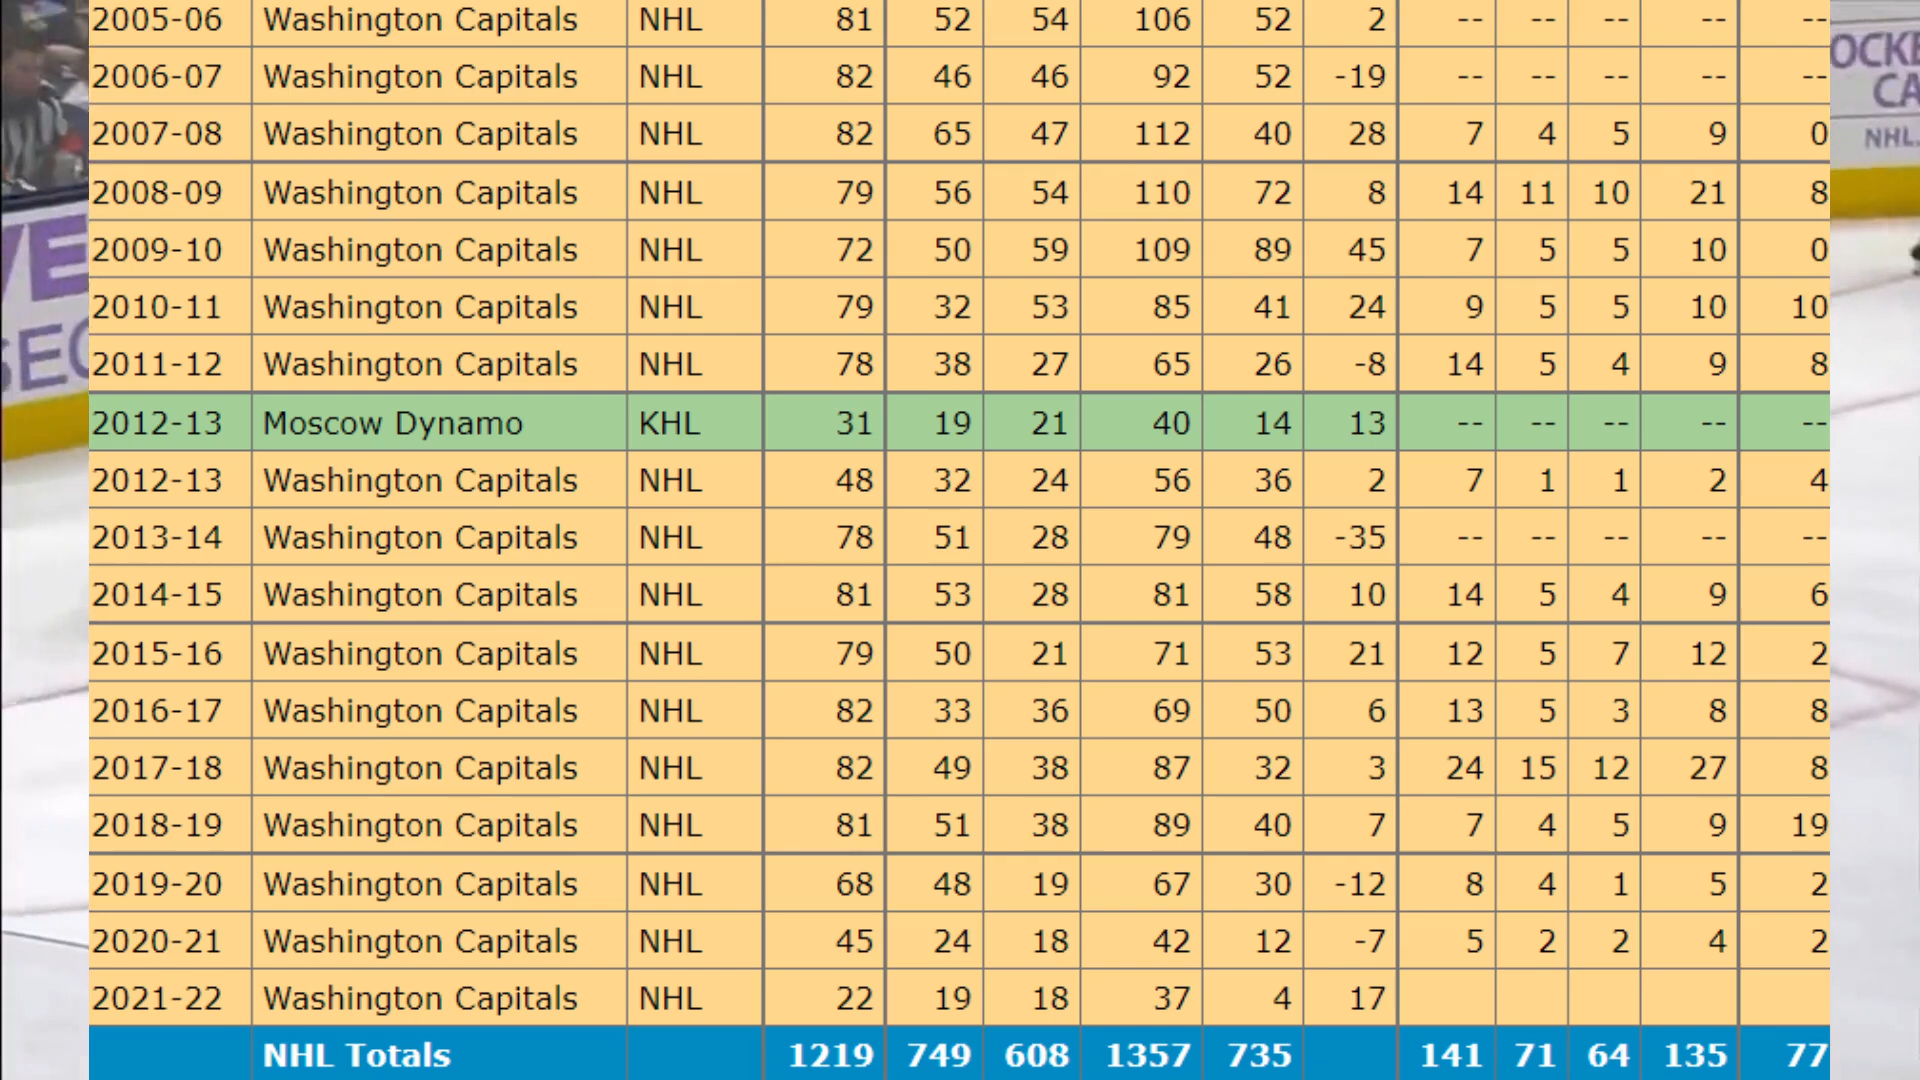 2005-06 Washington Capitals NHL 81 52 54 106 52 2 -- -- -- -- --
2006-07 Washington Capitals NHL 82 46 46 92 52 -19 -- -- -- -- --
2007-08 Washington Capitals NHL 82 65 47 112 40 28 7 4 5 9 0
2008-09 Washington Capitals NHL 79 56 54 110 72 8 14 11 10 21 8
2009-10 Washington Capitals NHL 72 50 59 109 89 45 7 5 5 10 0
2010-11 Washington Capitals NHL 79 32 53 85 41 24 9 5 5 10 10
2011-12 Washington Capitals NHL 78 38 27 65 26 -8 14 5 4 9 8
2012-13 Moscow Dynamo KHL 31 19 21 40 14 13 -- -- -- -- --
2012-13 Washington Capitals NHL 48 32 24 56 36 2 7 1 1 2 4
2013-14 Washington Capitals NHL 78 51 28 79 48 -35 -- -- -- -- --
2014-15 Washington Capitals NHL 81 53 28 81 58 10 14 5 4 9 6
2015-16 Washington Capitals NHL 79 50 21 71 53 21 12 5 7 12 2
2016-17 Washington Capitals NHL 82 33 36 69 50 6 13 5 3 8 8
2017-18 Washington Capitals NHL 82 49 38 87 32 3 24 15 12 27 8
2018-19 Washington Capitals NHL 81 51 38 89 40 7 7 4 5 9 19
2019-20 Washington Capitals NHL 68 48 19 67 30 -12 8 4 1 5 2
2020-21 Washington Capitals NHL 45 24 18 42 12 -7 5 2 2 4 2
2021-22 Washington Capitals NHL 22 19 18 37 4 17
NHL Totals 1219 749 608 1357 735 141 71 64 135 77
OCKE
CA
NHL.
VE
SEC